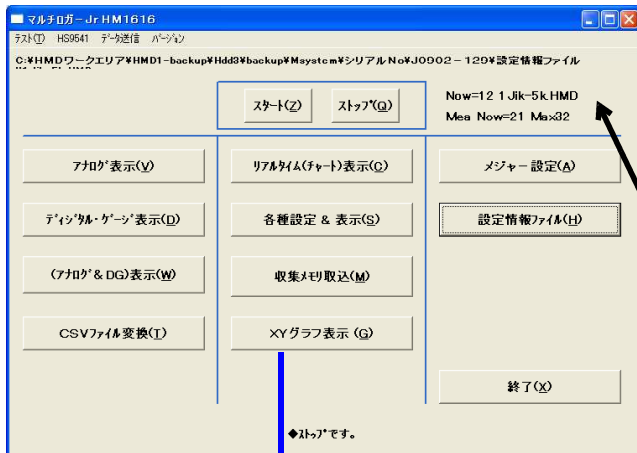 マルチロガーJr HM1616
テスト(T) HS9541 データ送信 バージョン
C:¥HMDワークエリア¥HMD1-backup¥Hdd3¥backup¥Msystem¥シリアルNo¥J0902－129¥設定情報ファイル
スタート(Z) ストップ(Q)
Now=12 1 Jik-5k.HMD
Mea Now=21 Max32
アナログ表示(V) リアルタイム(チャート)表示(C) メジャー設定(A)
ディジタル・ゲージ表示(D) 各種設定 & 表示(S) 設定情報ファイル(H)
(アナログ& DG)表示(W) 収集メモリ取込(M)
CSVファイル変換(T) XYグラフ表示 (G)
終了(X)
◆ストップです。